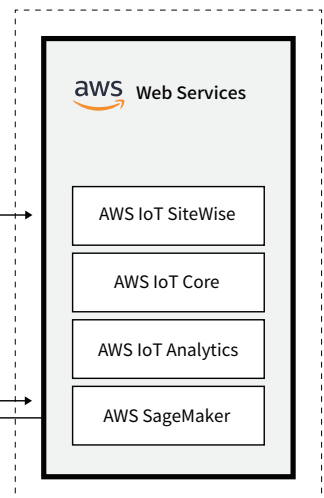 aws Web Services
AWS IoT SiteWise
AWS IoT Core
AWS IoT Analytics
AWS SageMaker